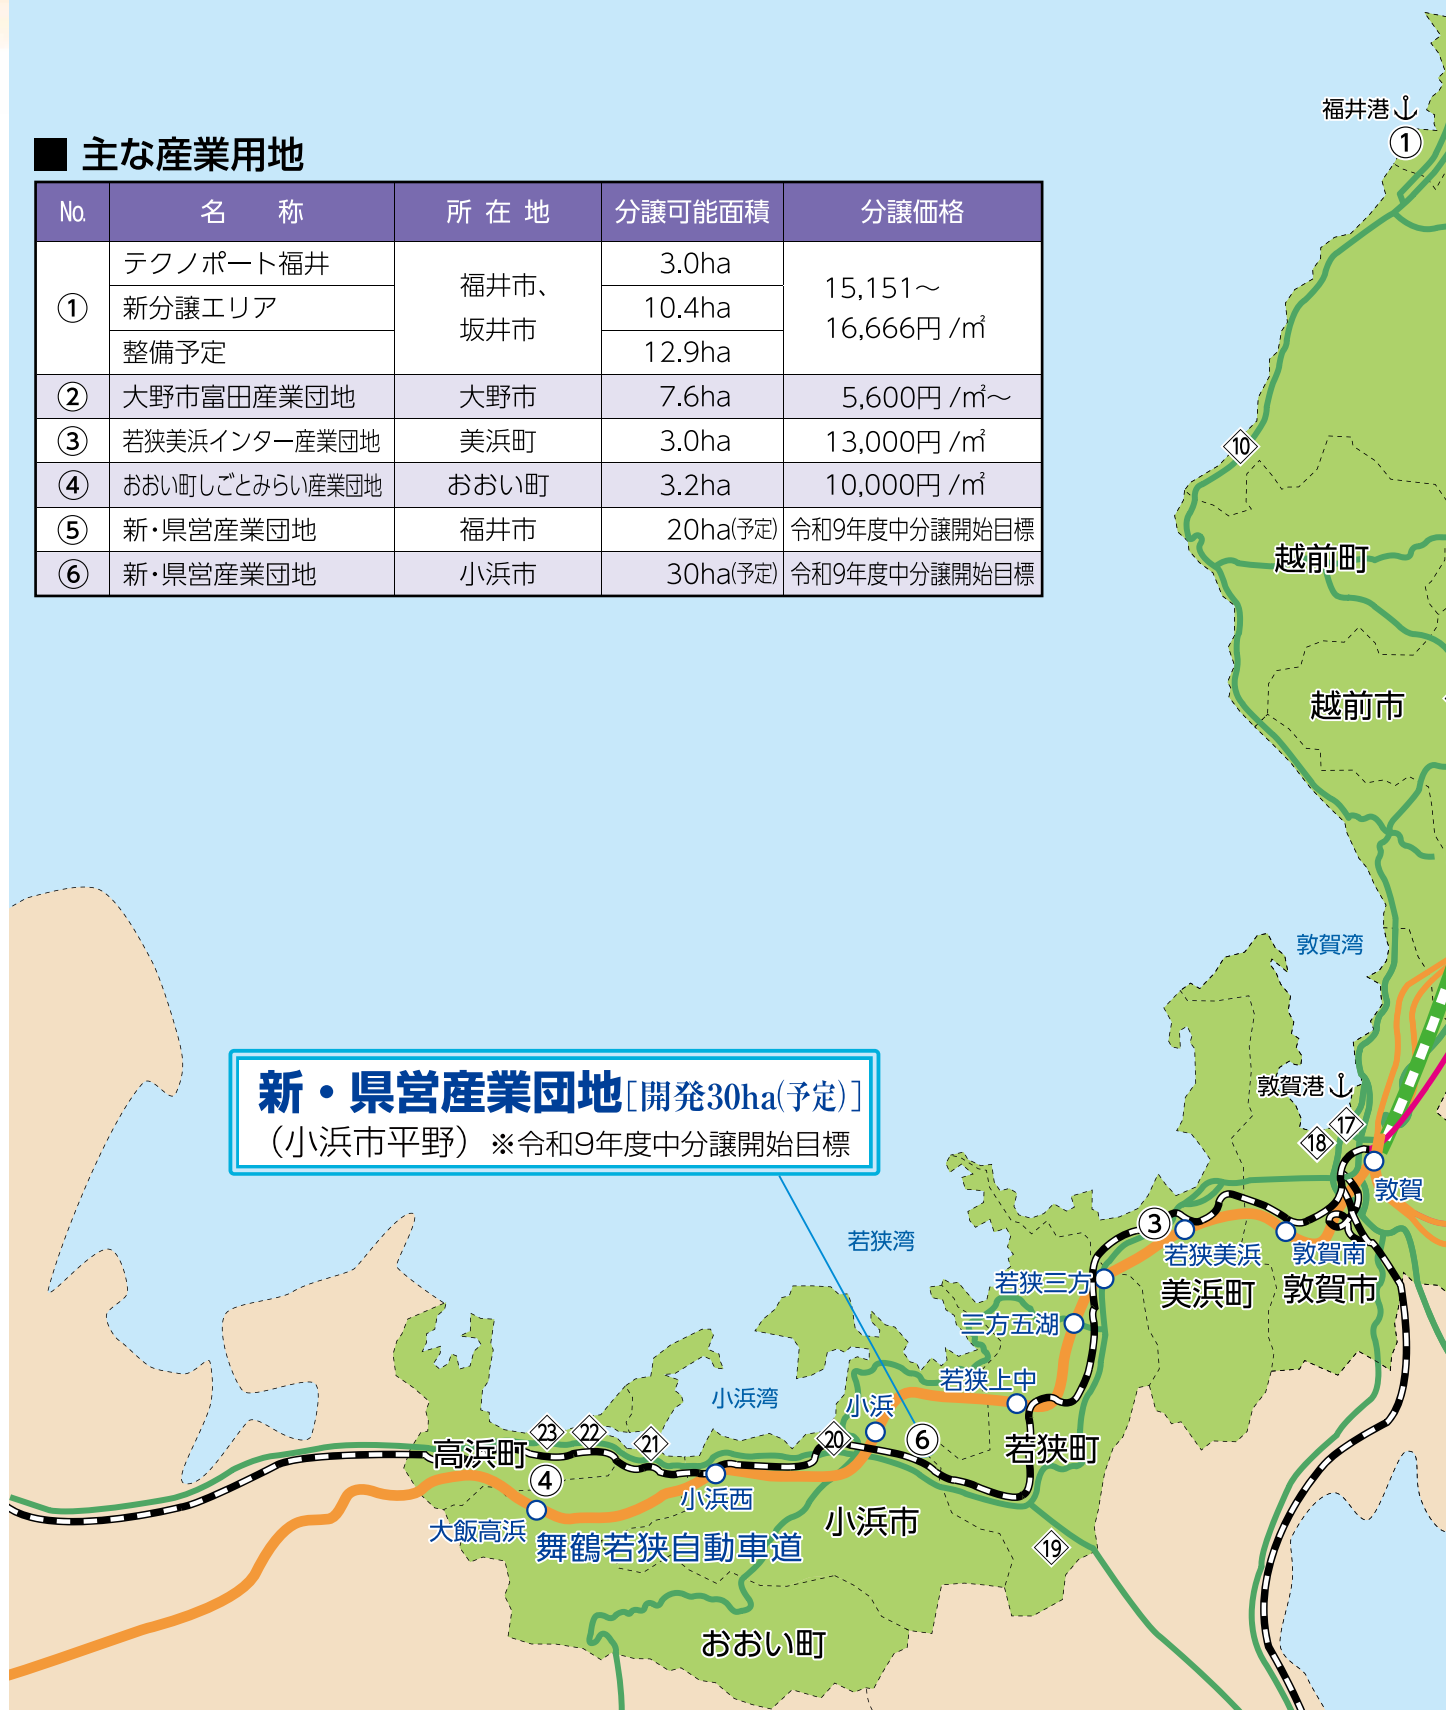 ■ 主な産業用地
No. 名称 所在地 分譲可能面積 分譲価格
① テクノポート福井 福井市、坂井市 3.0ha 15,151〜16,666円/㎡
新分譲エリア 10.4ha
整備予定 12.9ha
② 大野市富田産業団地 大野市 7.6ha 5,600円/㎡〜
③ 若狭美浜インター産業団地 美浜町 3.0ha 13,000円/㎡
④ おおい町しごとみらい産業団地 おおい町 3.2ha 10,000円/㎡
⑤ 新・県営産業団地 福井市 20ha(予定) 令和9年度中分譲開始目標
⑥ 新・県営産業団地 小浜市 30ha(予定) 令和9年度中分譲開始目標
福井港
①
10
越前町
越前市
敦賀湾
敦賀港
17
18
敦賀
新・県営産業団地[開発30ha(予定)]
(小浜市平野) ※令和9年度中分譲開始目標
③
若狭湾
若狭美浜
敦賀南
若狭三方
美浜町
敦賀市
三方五湖
若狭上中
小浜湾
小浜
23
22
21
20
⑥
若狭町
高浜町
④
小浜西
大飯高浜
小浜市
舞鶴若狭自動車道
19
おおい町